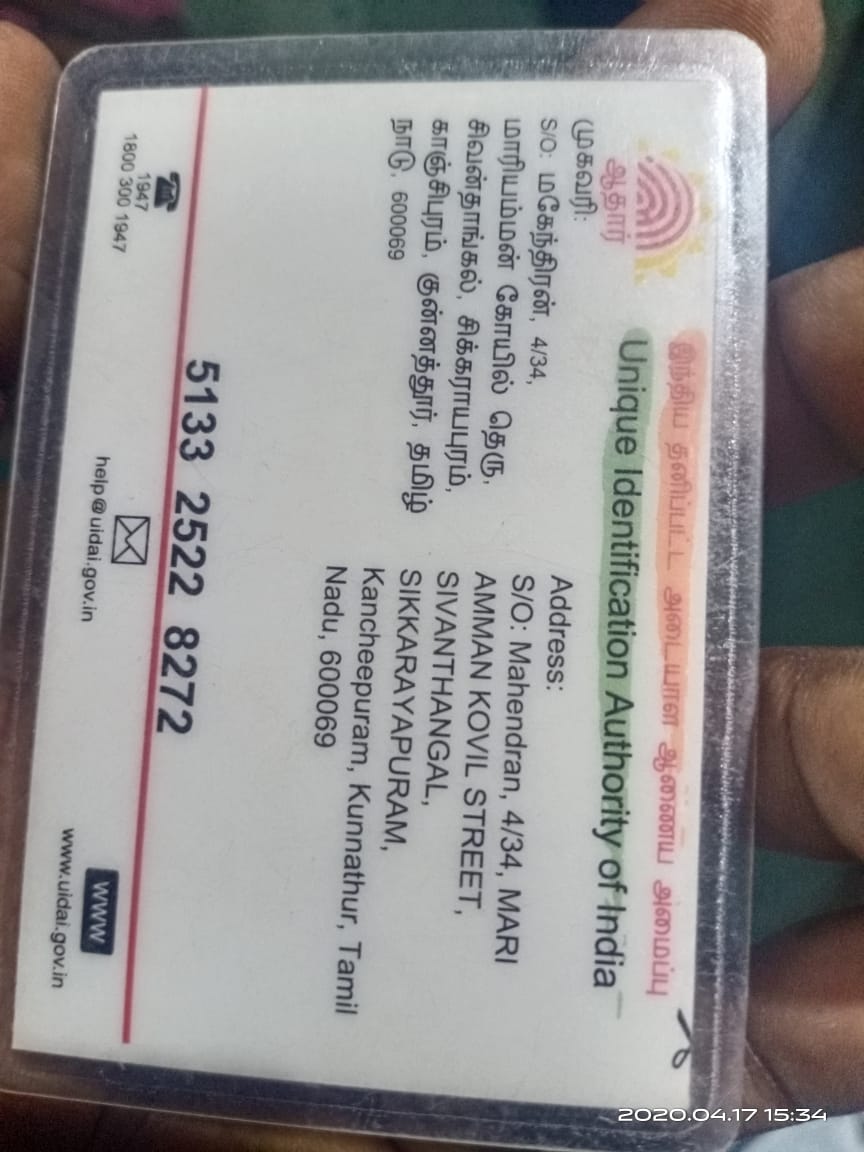 இந்திய தனிப்பட்ட அடையாள ஆணைய அமைப்பு
Unique Identification Authority of India
ஆதார்
முகவரி:
S/O: மகேந்திரன், 4/34,
மாரியம்மன் கோயில் தெரு,
சிவன்தாங்கல், சிக்கராயபுரம்,
காஞ்சிபுரம், குன்னத்தூர், தமிழ்
நாடு, 600069
Address:
S/O: Mahendran, 4/34, MARI
AMMAN KOVIL STREET,
SIVANTHANGAL,
SIKKARAYAPURAM,
Kancheepuram, Kunnathur, Tamil
Nadu, 600069
5133 2522 8272
1947
1800 300 1947
help@uidai.gov.in
WWW
www.uidai.gov.in
2020.04.17 15:34